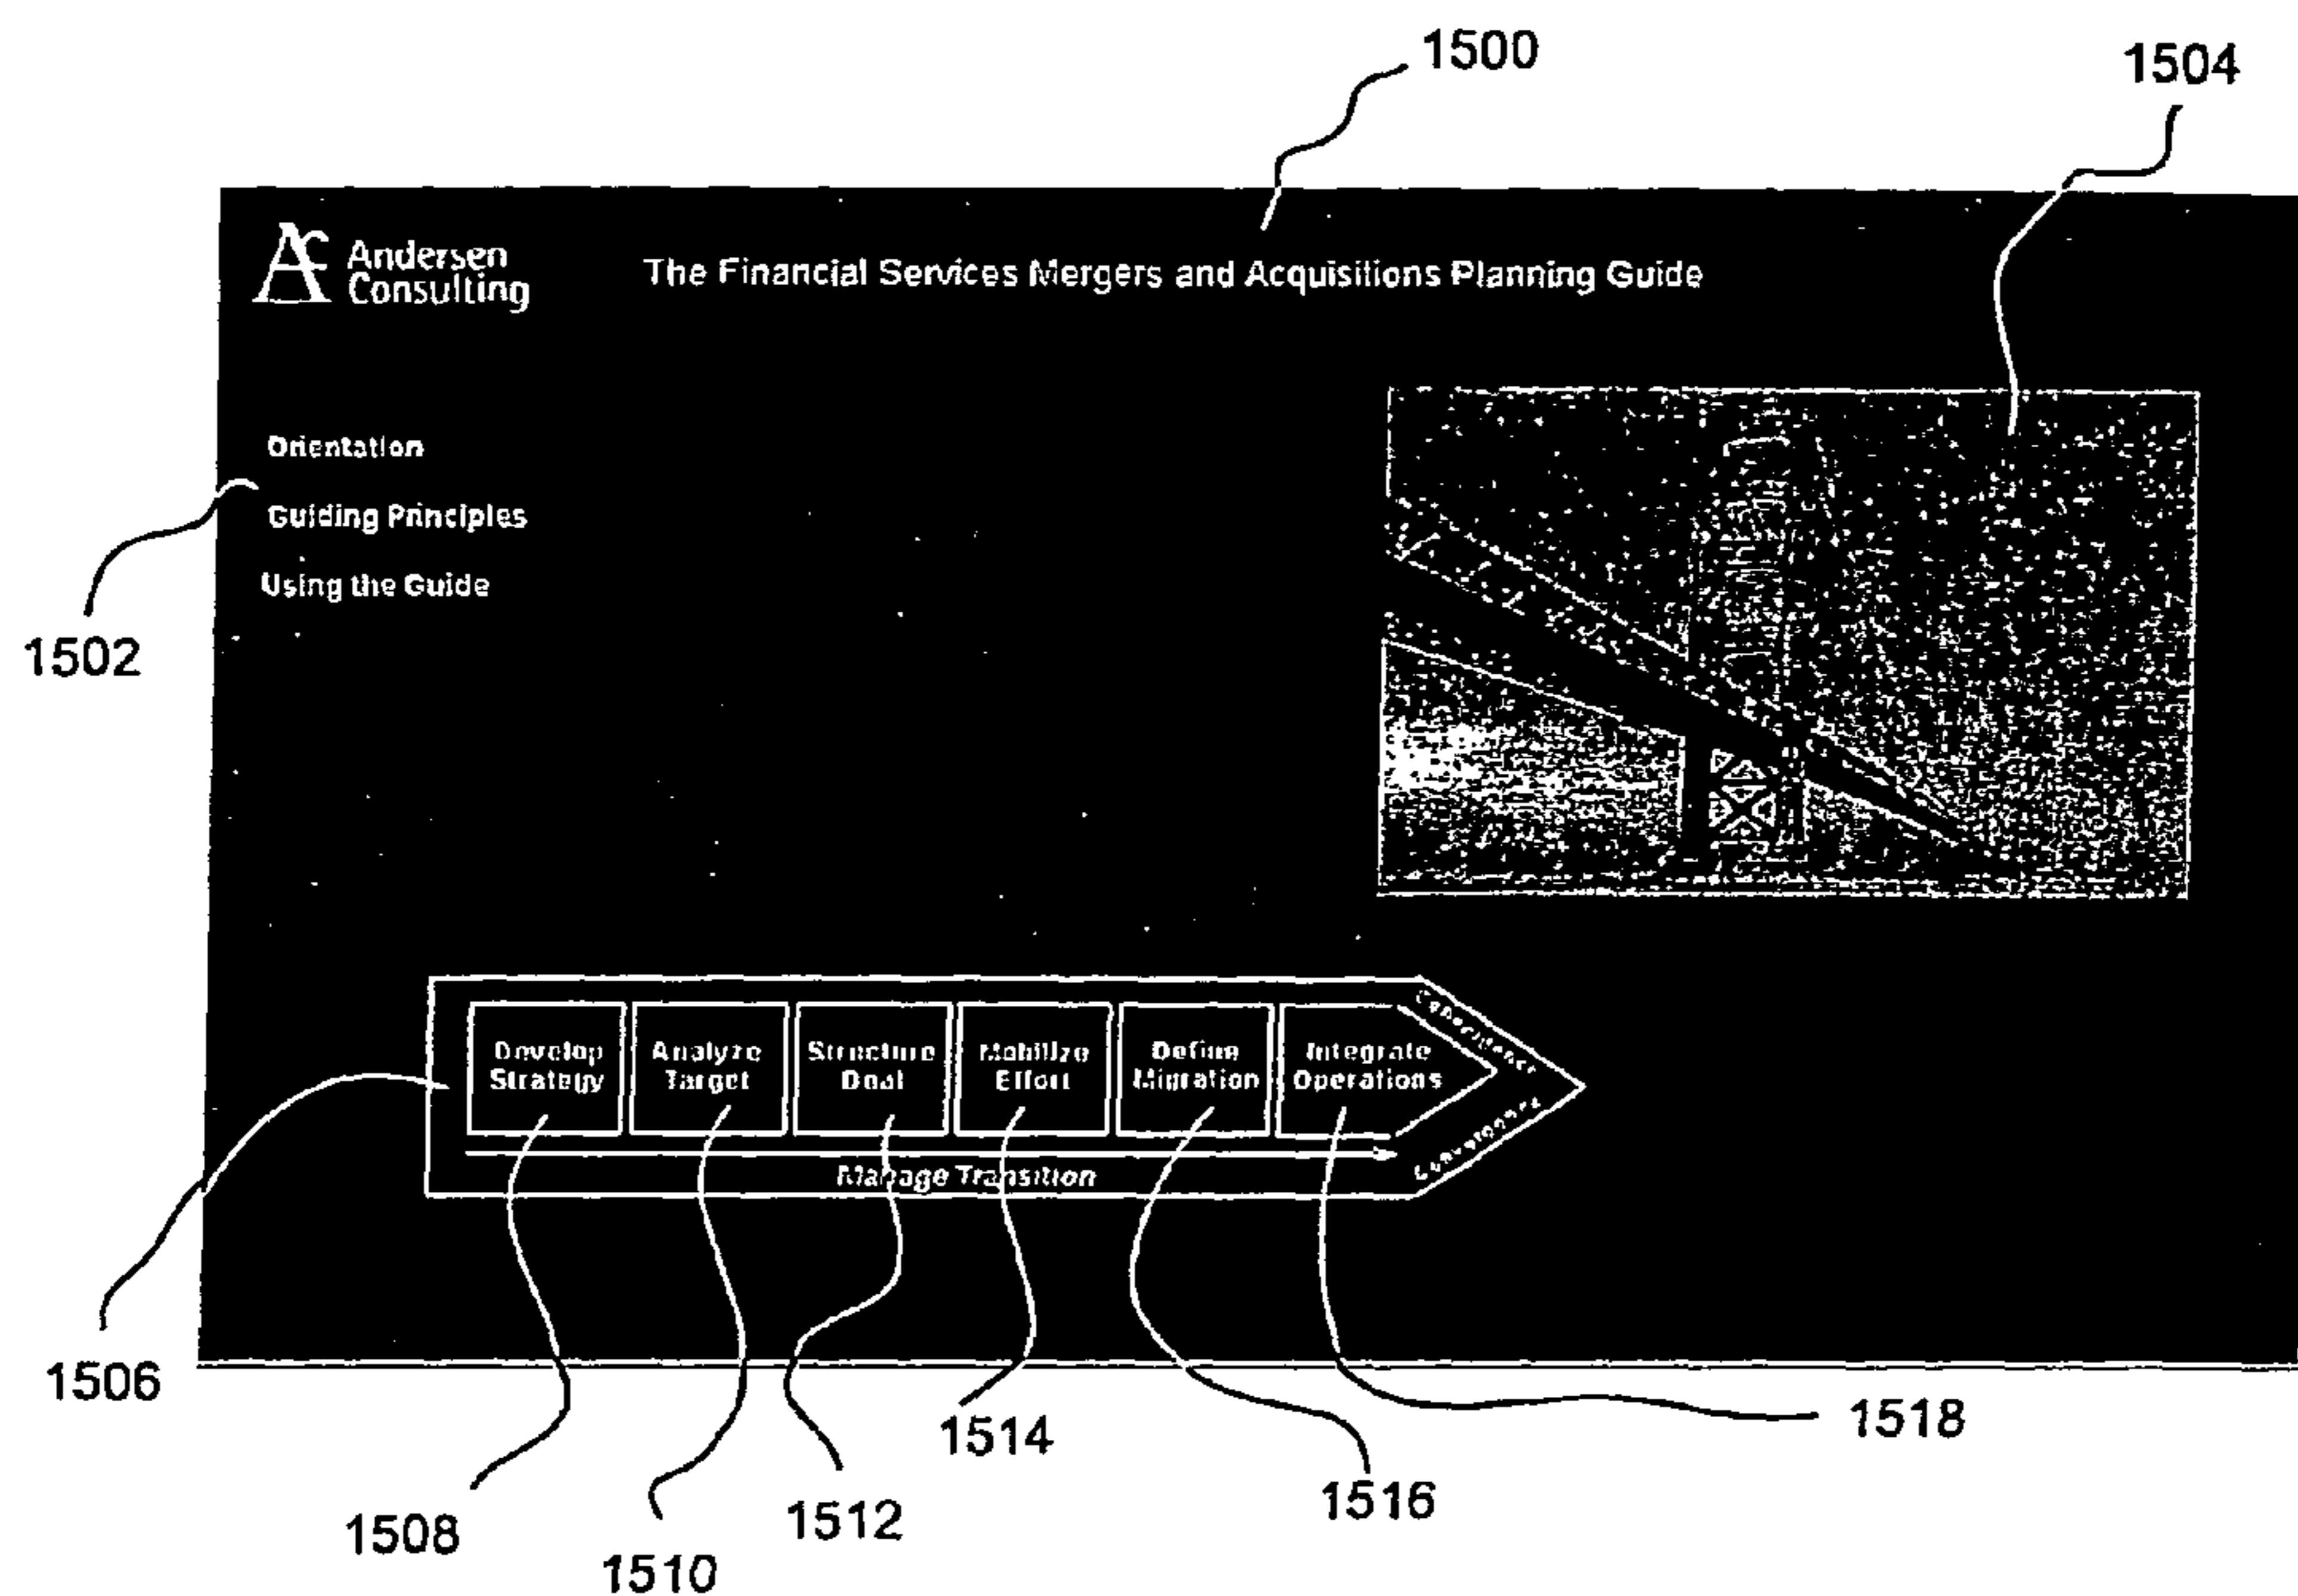 1500
1504
Andersen
Consulting
The Financial Services Mergers and Acquisitions Planning Guide
Orientation
Guiding Principles
Using the Guide
1502
Develop
Strategy
Analyze
Target
Structure
Deal
Mobilize
Effort
Define
Migration
Integrate
Operations
Manage Transition
1506
1508
1510
1512
1514
1516
1518